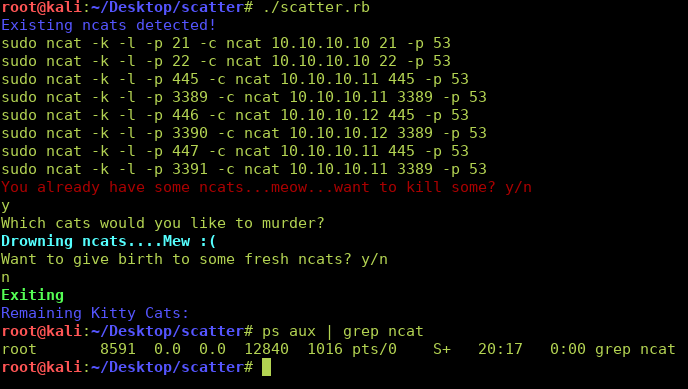 root@kali:~/Desktop/scatter# ./scatter.rb
Existing ncats detected!
sudo ncat -k -l -p 21 -c ncat 10.10.10.10 21 -p 53
sudo ncat -k -l -p 22 -c ncat 10.10.10.10 22 -p 53
sudo ncat -k -l -p 445 -c ncat 10.10.10.11 445 -p 53
sudo ncat -k -l -p 3389 -c ncat 10.10.10.11 3389 -p 53
sudo ncat -k -l -p 446 -c ncat 10.10.10.12 445 -p 53
sudo ncat -k -l -p 3390 -c ncat 10.10.10.12 3389 -p 53
sudo ncat -k -l -p 447 -c ncat 10.10.10.11 445 -p 53
sudo ncat -k -l -p 3391 -c ncat 10.10.10.11 3389 -p 53
You already have some ncats...meow...want to kill some? y/n
y
Which cats would you like to murder?
Drowning ncats....Mew :(
Want to give birth to some fresh ncats? y/n
n
Exiting
Remaining Kitty Cats:
root@kali:~/Desktop/scatter# ps aux | grep ncat
root      8591  0.0  0.0  12840  1016 pts/0    S+   20:17   0:00 grep ncat
root@kali:~/Desktop/scatter#